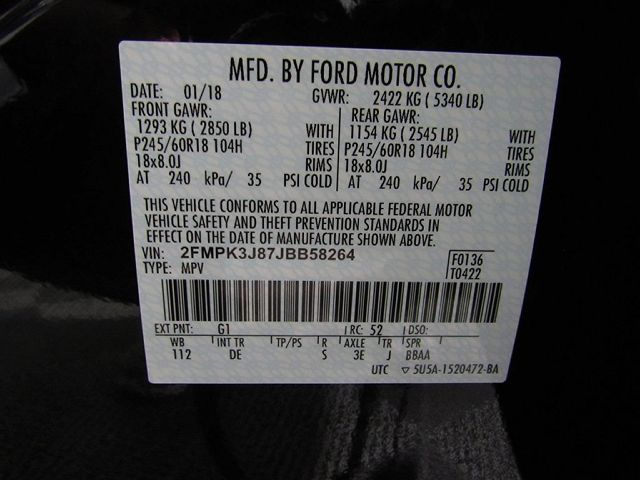 MFD. BY FORD MOTOR CO.
DATE: 01/18 GVWR: 2422 KG ( 5340 LB)
FRONT GAWR: REAR GAWR:
1293 KG ( 2850 LB) WITH 1154 KG ( 2545 LB) WITH
P245/60R18 104H TIRES P245/60R18 104H TIRES
18x8.0J RIMS 18x8.0J RIMS
AT 240 kPa/ 35 PSI COLD AT 240 kPa/ 35 PSI COLD
THIS VEHICLE CONFORMS TO ALL APPLICABLE FEDERAL MOTOR
VEHICLE SAFETY AND THEFT PREVENTION STANDARDS IN
EFFECT ON THE DATE OF MANUFACTURE SHOWN ABOVE.
VIN: 2FMPK3J87JBB58264 F0136
TYPE: MPV T0422
EXT PNT: G1 RC: 52 DSO:
WB INT TR TP/PS R AXLE TR SPR
112 DE S 3E J BBAA
UTC ▽ 5U5A-1520472-BA